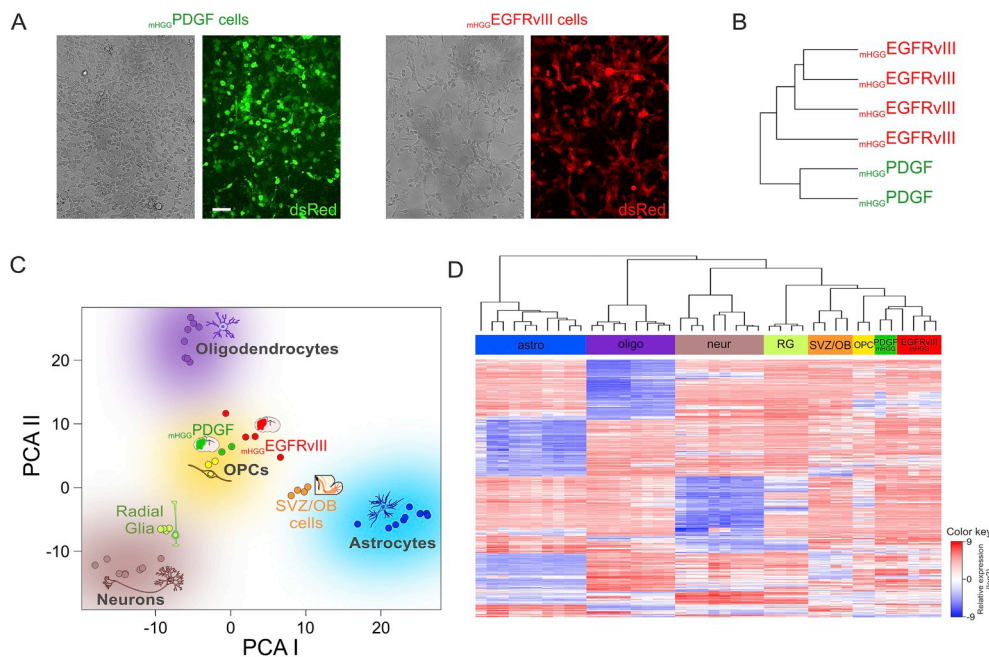 A
mHGGPDGF cells
mHGGEGFRvIII cells
dsRed
dsRed
B
mHGGEGFRvIII
mHGGEGFRvIII
mHGGEGFRvIII
mHGGEGFRvIII
mHGGPDGF
mHGGPDGF
C
PCA II
20
10
0
-10
Oligodendrocytes
mHGGPDGF
mHGGEGFRvIII
OPCs
SVZ/OB
cells
Radial
Glia
Astrocytes
Neurons
-10 0 10 20
PCA I
D
astro oligo neur RG SVZ/OB OPC PDGF EGFRvIII
mHGG mHGG
Color key
9
0
-9
Relative expression
(log2)